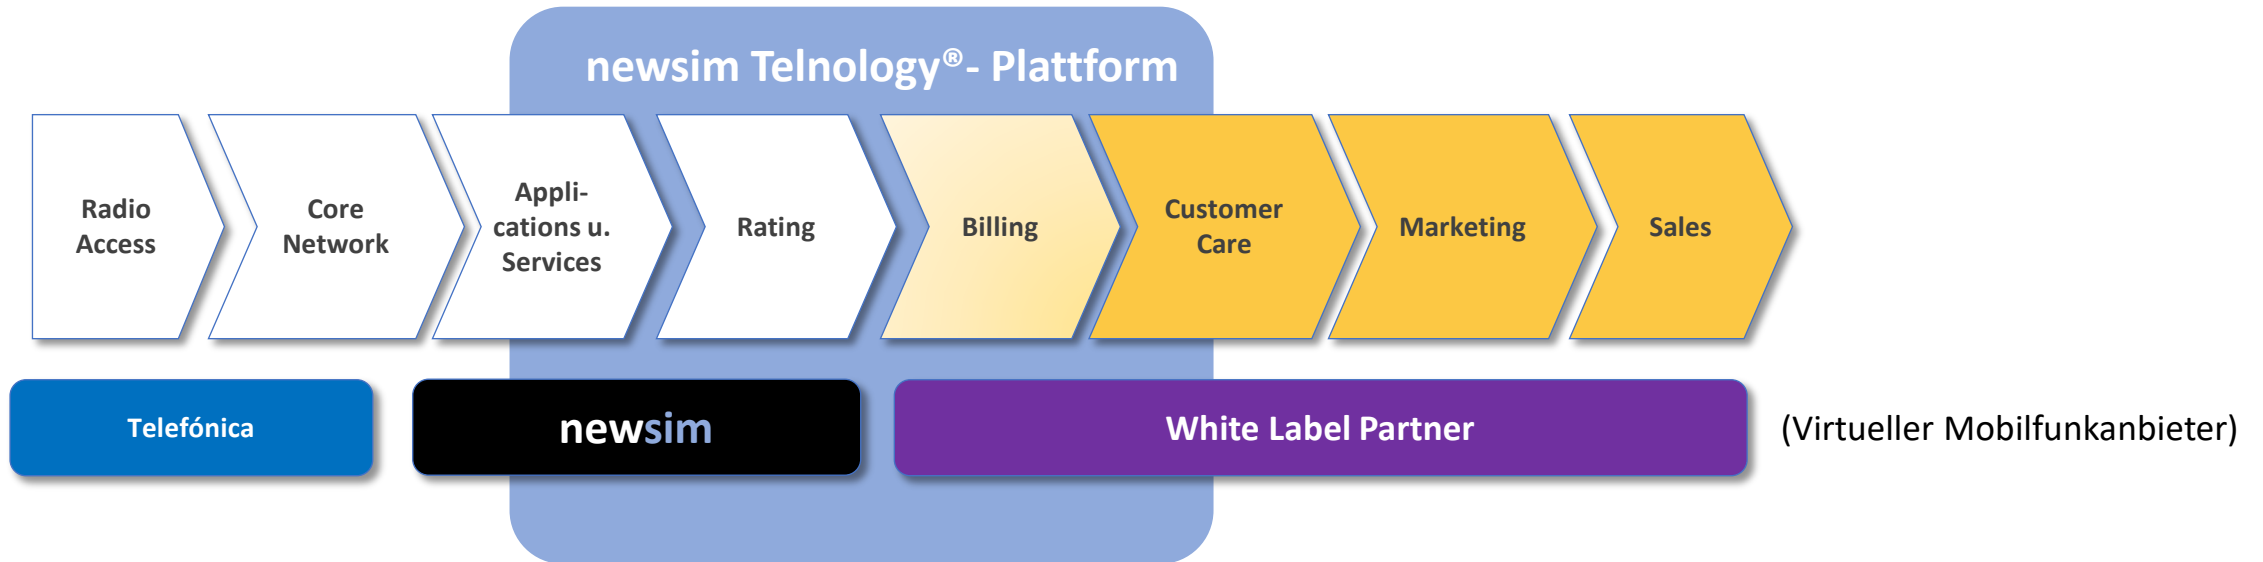 newsim Telnology®- Plattform
Radio
Access
Core
Network
Appli-
cations u.
Services
Rating
Billing
Customer
Care
Marketing
Sales
Telefónica
newsim
White Label Partner
(Virtueller Mobilfunkanbieter)